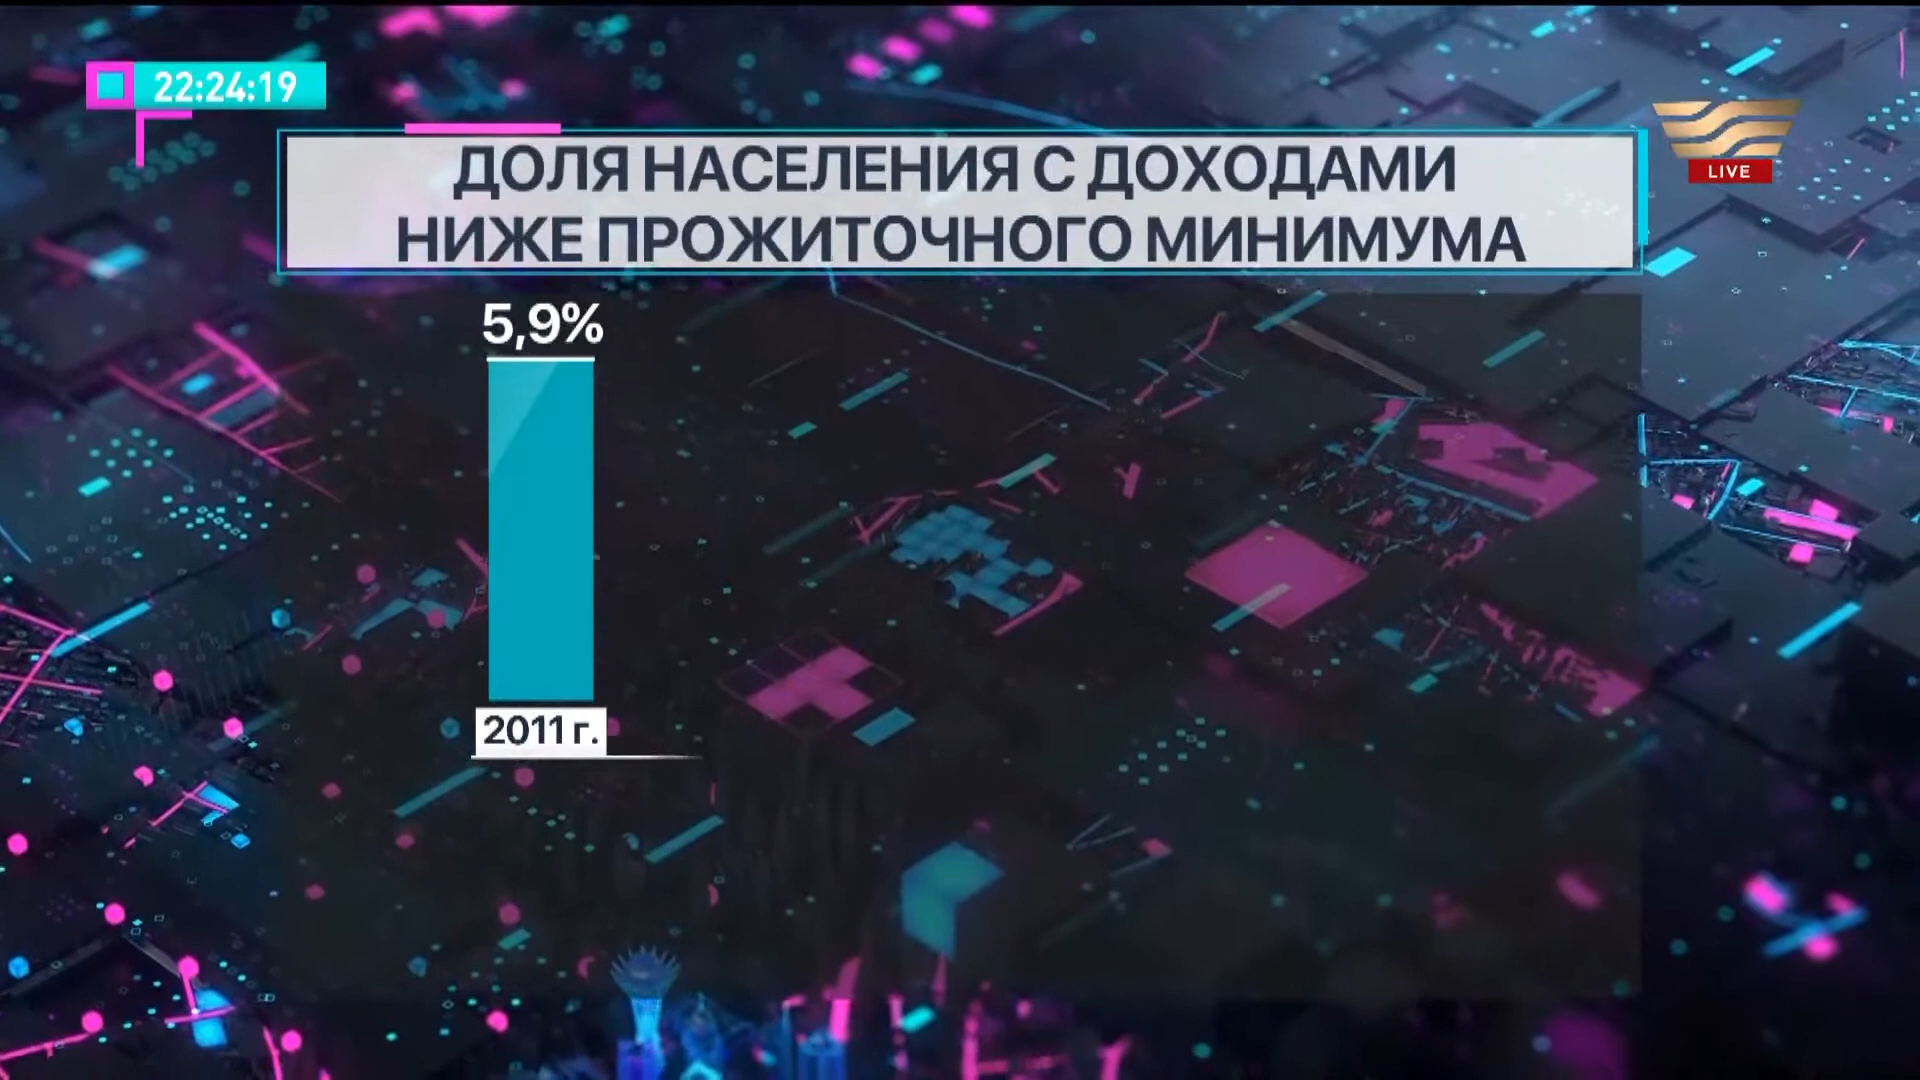 22:24:19
LIVE
ДОЛЯ НАСЕЛЕНИЯ С ДОХОДАМИ
НИЖЕ ПРОЖИТОЧНОГО МИНИМУМА
5,9%
2011 г.